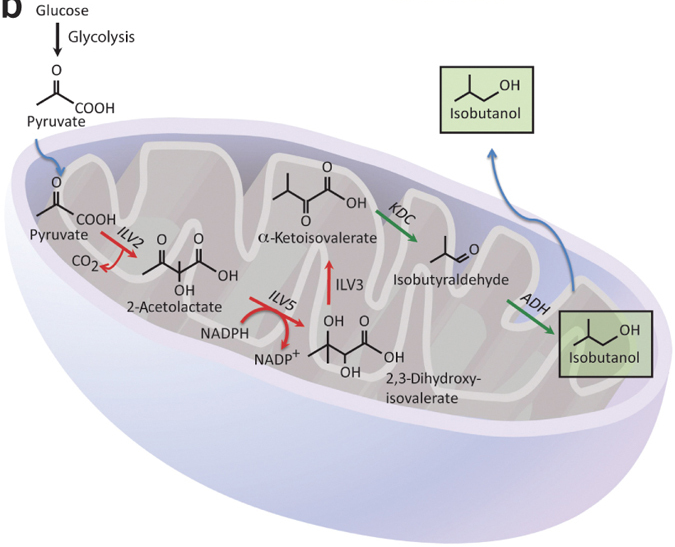 b
Glucose
Glycolysis
O
COOH
Pyruvate
OH
Isobutanol
O
COOH
Pyruvate
ILV2
CO2
O
O
OH
OH
2-Acetolactate
ILV5
NADPH
NADP+
O
OH
O
α-Ketoisovalerate
ILV3
OH
O
OH
OH
2,3-Dihydroxy-
isovalerate
KDC
O
Isobutyraldehyde
ADH
OH
Isobutanol